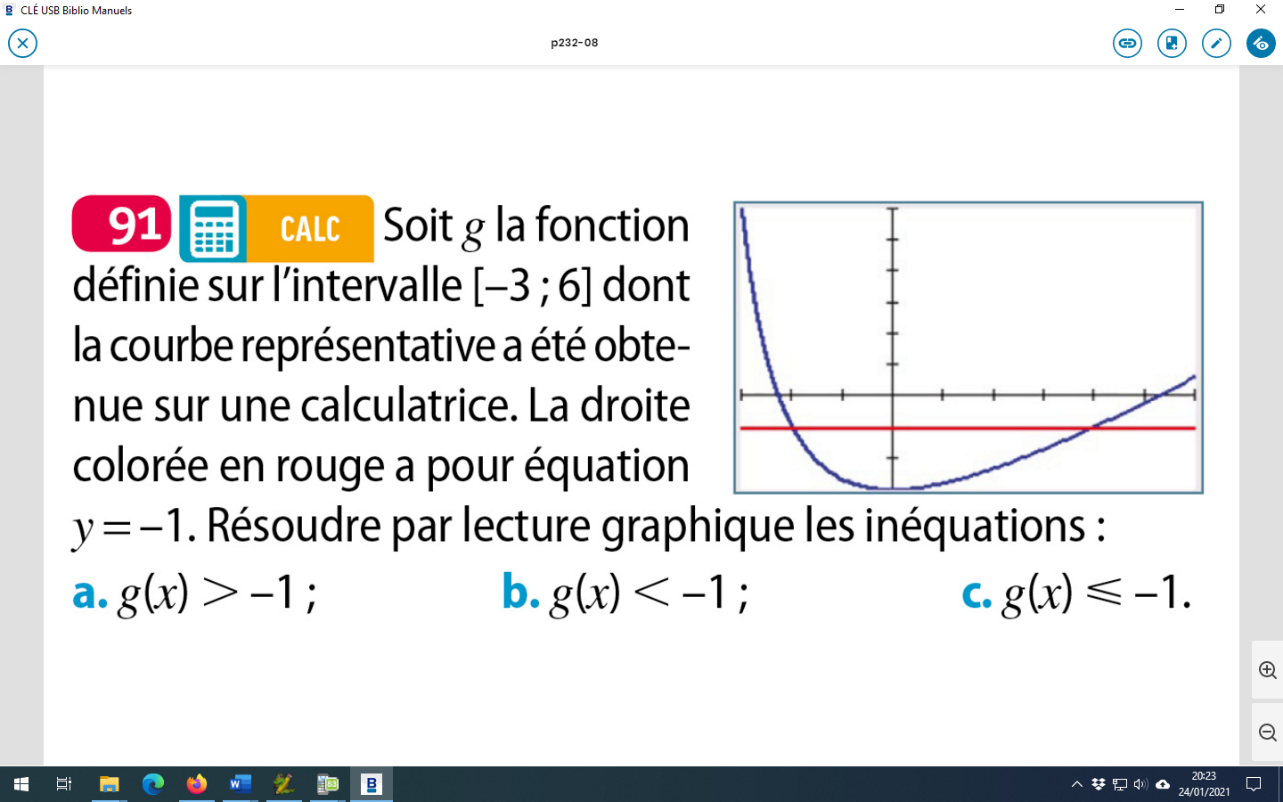 CLÉ USB Biblio Manuels
p232-08
91 CALC Soit g la fonction
définie sur l'intervalle [–3 ; 6] dont
la courbe représentative a été obte-
nue sur une calculatrice. La droite
colorée en rouge a pour équation
y = –1. Résoudre par lecture graphique les inéquations :
a. g(x) > –1 ; b. g(x) < –1 ; c. g(x) ⩽ –1.
20:23
24/01/2021